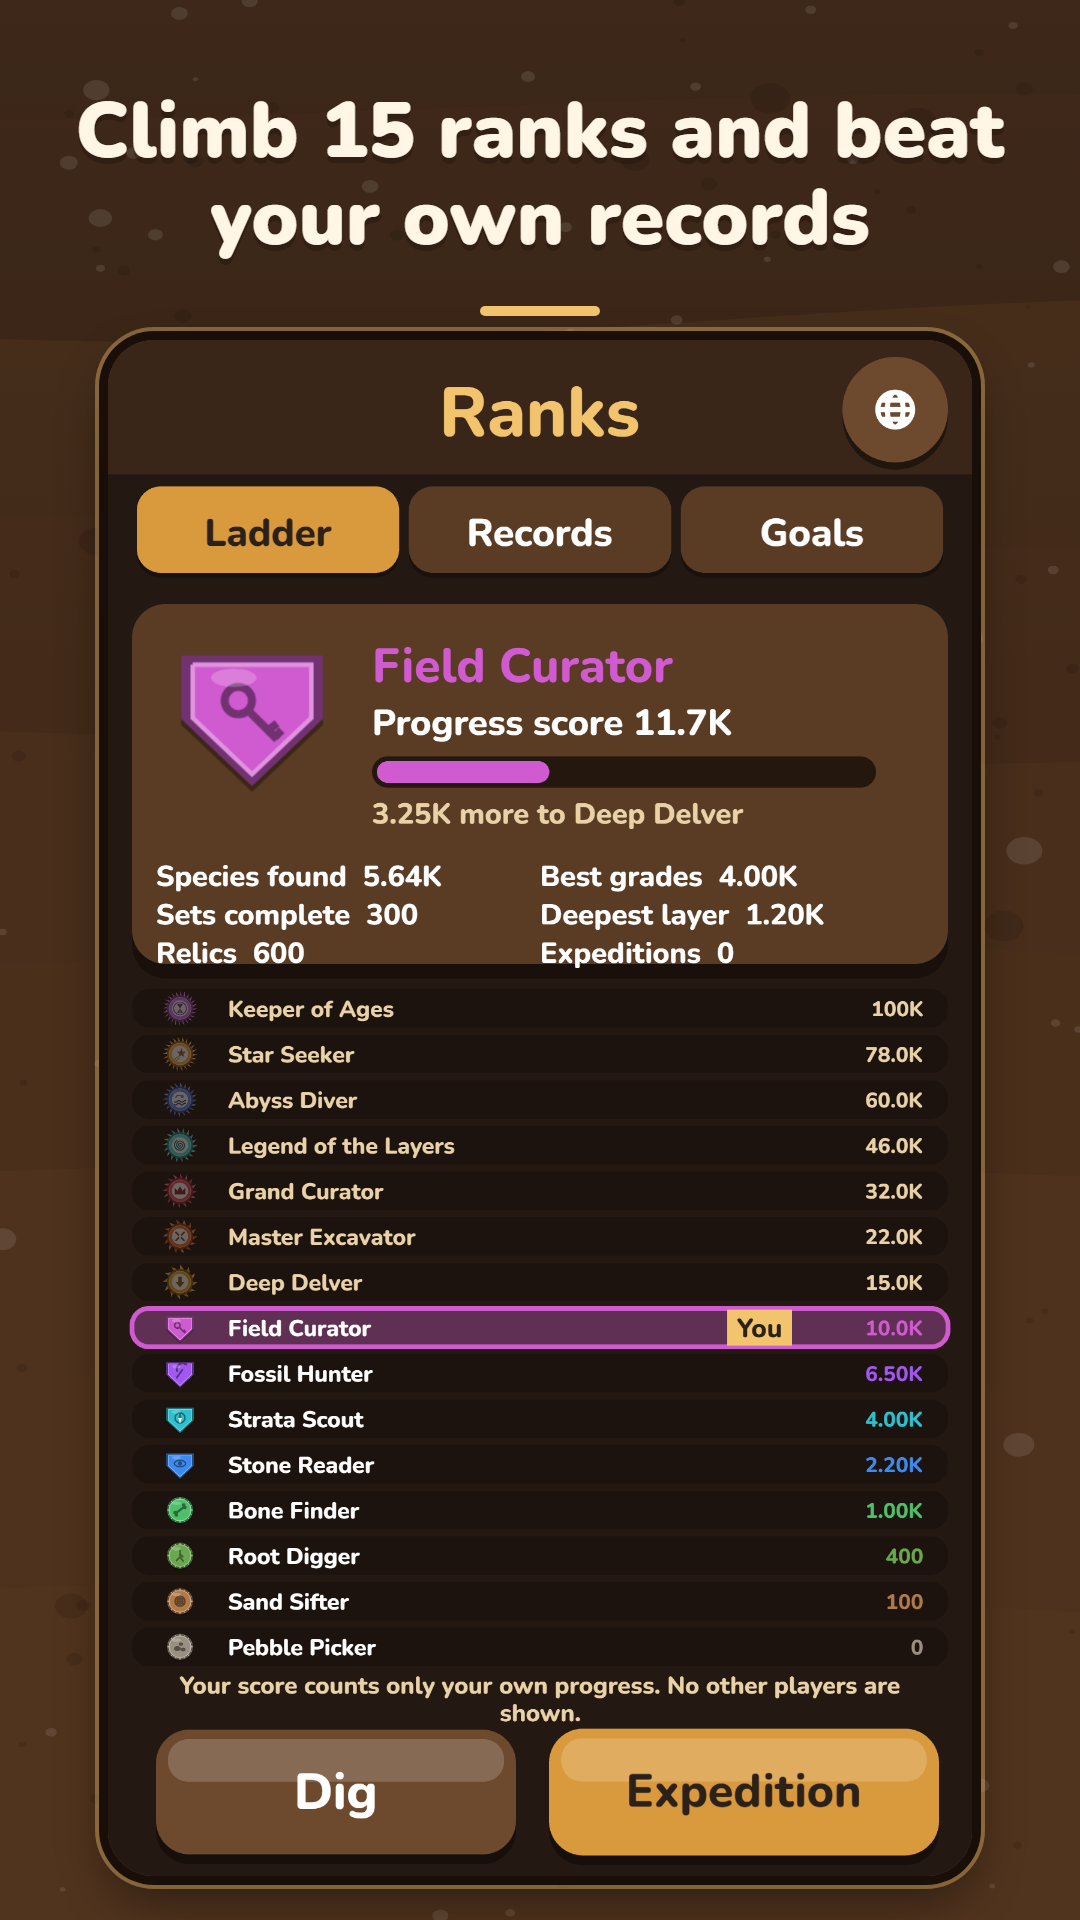 Climb 15 ranks and beat
your own records
Ranks
Ladder
Records
Goals
Field Curator
Progress score 11.7K
3.25K more to Deep Delver
Species found 5.64K
Best grades 4.00K
Sets complete 300
Deepest layer 1.20K
Relics 600
Expeditions 0
Keeper of Ages 100K
Star Seeker 78.0K
Abyss Diver 60.0K
Legend of the Layers 46.0K
Grand Curator 32.0K
Master Excavator 22.0K
Deep Delver 15.0K
Field Curator You 10.0K
Fossil Hunter 6.50K
Strata Scout 4.00K
Stone Reader 2.20K
Bone Finder 1.00K
Root Digger 400
Sand Sifter 100
Pebble Picker 0
Your score counts only your own progress. No other players are
shown.
Dig
Expedition